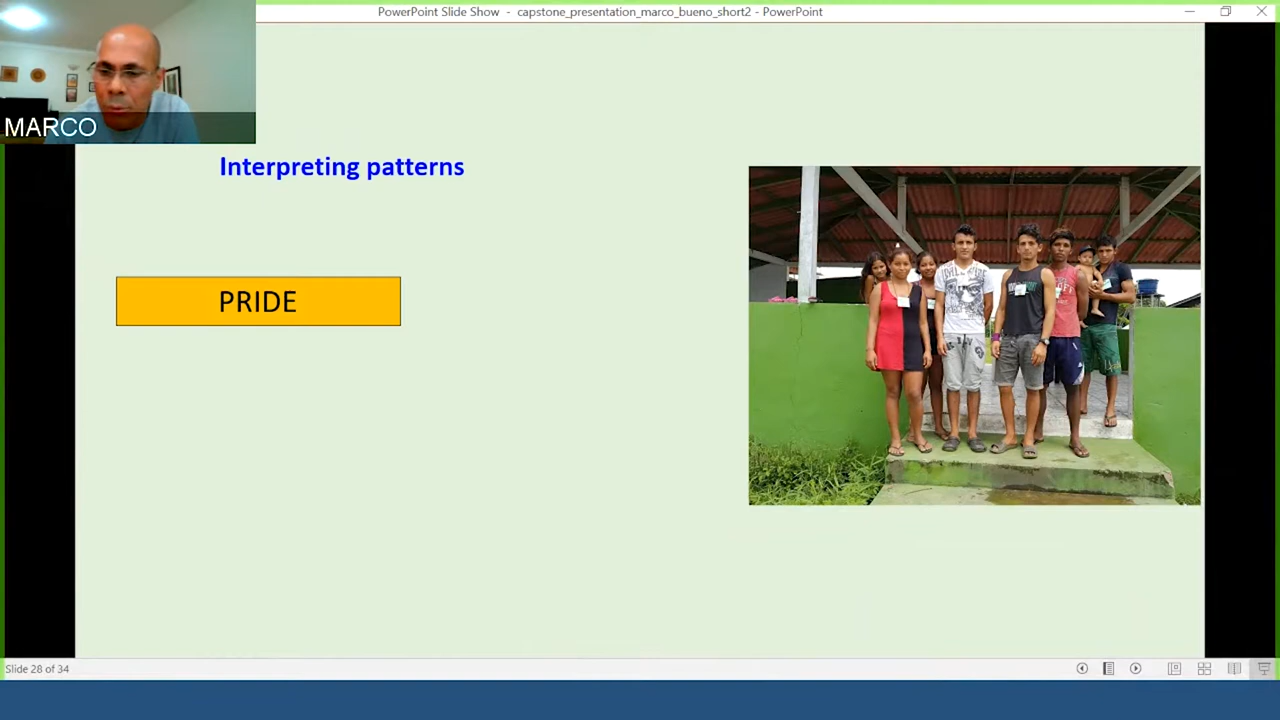 PowerPoint Slide Show - capstone_presentation_marco_bueno_short2 - PowerPoint
MARCO
Interpreting patterns
PRIDE
Slide 28 of 34